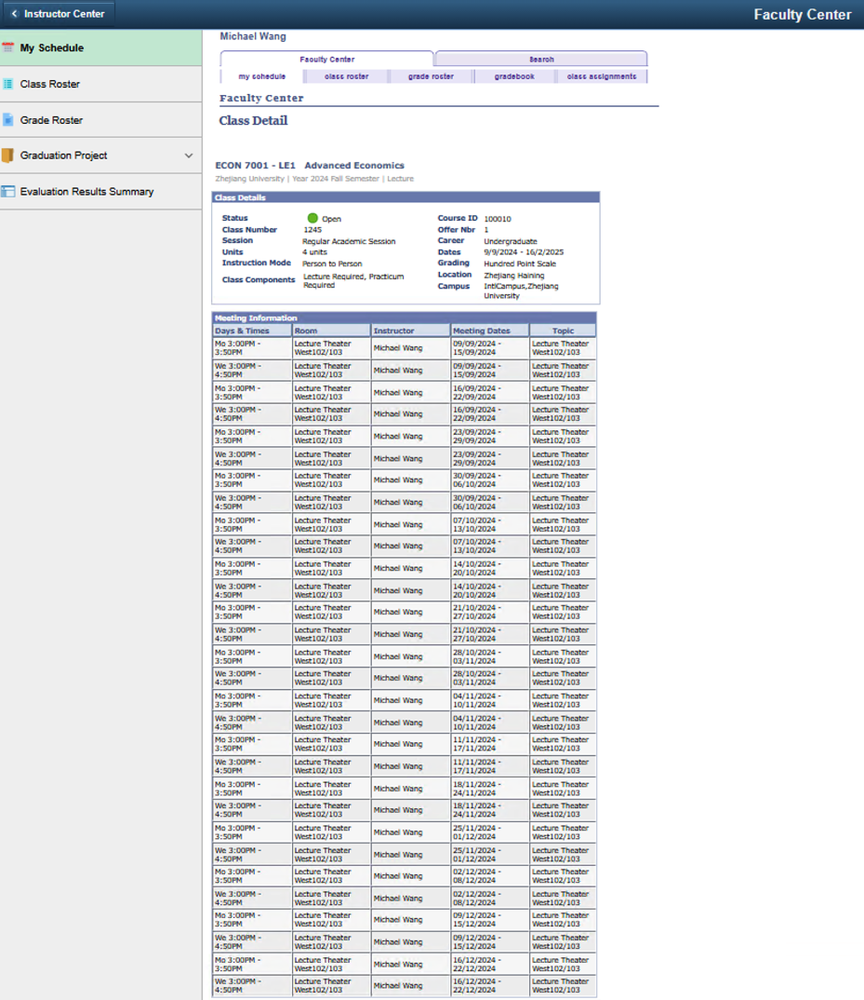 Instructor Center
Faculty Center
My Schedule
Class Roster
Grade Roster
Graduation Project
Evaluation Results Summary
Michael Wang
Faculty Center Search
my schedule class roster grade roster gradebook class assignments
Faculty Center
Class Detail
ECON 7001 - LE1 Advanced Economics
Zhejiang University | Year 2024 Fall Semester | Lecture
Class Details
Status Open
Class Number 1245
Session Regular Academic Session
Units 4 units
Instruction Mode Person to Person
Class Components Lecture Required, Practicum
Required
Course ID 100010
Offer Nbr 1
Career Undergraduate
Dates 9/9/2024 - 16/2/2025
Grading Hundred Point Scale
Location Zhejiang Haining
Campus IntlCampus,Zhejiang
University
Meeting Information
Days & Times Room Instructor Meeting Dates Topic
Mo 3:00PM - Lecture Theater Michael Wang 09/09/2024 - Lecture Theater
3:50PM West102/103 15/09/2024 West102/103
We 3:00PM - Lecture Theater Michael Wang 09/09/2024 - Lecture Theater
4:50PM West102/103 15/09/2024 West102/103
Mo 3:00PM - Lecture Theater Michael Wang 16/09/2024 - Lecture Theater
3:50PM West102/103 22/09/2024 West102/103
We 3:00PM - Lecture Theater Michael Wang 16/09/2024 - Lecture Theater
4:50PM West102/103 22/09/2024 West102/103
Mo 3:00PM - Lecture Theater Michael Wang 23/09/2024 - Lecture Theater
3:50PM West102/103 29/09/2024 West102/103
We 3:00PM - Lecture Theater Michael Wang 23/09/2024 - Lecture Theater
4:50PM West102/103 29/09/2024 West102/103
Mo 3:00PM - Lecture Theater Michael Wang 30/09/2024 - Lecture Theater
3:50PM West102/103 06/10/2024 West102/103
We 3:00PM - Lecture Theater Michael Wang 30/09/2024 - Lecture Theater
4:50PM West102/103 06/10/2024 West102/103
Mo 3:00PM - Lecture Theater Michael Wang 07/10/2024 - Lecture Theater
3:50PM West102/103 13/10/2024 West102/103
We 3:00PM - Lecture Theater Michael Wang 07/10/2024 - Lecture Theater
4:50PM West102/103 13/10/2024 West102/103
Mo 3:00PM - Lecture Theater Michael Wang 14/10/2024 - Lecture Theater
3:50PM West102/103 20/10/2024 West102/103
We 3:00PM - Lecture Theater Michael Wang 14/10/2024 - Lecture Theater
4:50PM West102/103 20/10/2024 West102/103
Mo 3:00PM - Lecture Theater Michael Wang 21/10/2024 - Lecture Theater
3:50PM West102/103 27/10/2024 West102/103
We 3:00PM - Lecture Theater Michael Wang 21/10/2024 - Lecture Theater
4:50PM West102/103 27/10/2024 West102/103
Mo 3:00PM - Lecture Theater Michael Wang 28/10/2024 - Lecture Theater
3:50PM West102/103 03/11/2024 West102/103
We 3:00PM - Lecture Theater Michael Wang 28/10/2024 - Lecture Theater
4:50PM West102/103 03/11/2024 West102/103
Mo 3:00PM - Lecture Theater Michael Wang 04/11/2024 - Lecture Theater
3:50PM West102/103 10/11/2024 West102/103
We 3:00PM - Lecture Theater Michael Wang 04/11/2024 - Lecture Theater
4:50PM West102/103 10/11/2024 West102/103
Mo 3:00PM - Lecture Theater Michael Wang 11/11/2024 - Lecture Theater
3:50PM West102/103 17/11/2024 West102/103
We 3:00PM - Lecture Theater Michael Wang 11/11/2024 - Lecture Theater
4:50PM West102/103 17/11/2024 West102/103
Mo 3:00PM - Lecture Theater Michael Wang 18/11/2024 - Lecture Theater
3:50PM West102/103 24/11/2024 West102/103
We 3:00PM - Lecture Theater Michael Wang 18/11/2024 - Lecture Theater
4:50PM West102/103 24/11/2024 West102/103
Mo 3:00PM - Lecture Theater Michael Wang 25/11/2024 - Lecture Theater
3:50PM West102/103 01/12/2024 West102/103
We 3:00PM - Lecture Theater Michael Wang 25/11/2024 - Lecture Theater
4:50PM West102/103 01/12/2024 West102/103
Mo 3:00PM - Lecture Theater Michael Wang 02/12/2024 - Lecture Theater
3:50PM West102/103 08/12/2024 West102/103
We 3:00PM - Lecture Theater Michael Wang 02/12/2024 - Lecture Theater
4:50PM West102/103 08/12/2024 West102/103
Mo 3:00PM - Lecture Theater Michael Wang 09/12/2024 - Lecture Theater
3:50PM West102/103 15/12/2024 West102/103
We 3:00PM - Lecture Theater Michael Wang 09/12/2024 - Lecture Theater
4:50PM West102/103 15/12/2024 West102/103
Mo 3:00PM - Lecture Theater Michael Wang 16/12/2024 - Lecture Theater
3:50PM West102/103 22/12/2024 West102/103
We 3:00PM - Lecture Theater Michael Wang 16/12/2024 - Lecture Theater
4:50PM West102/103 22/12/2024 West102/103